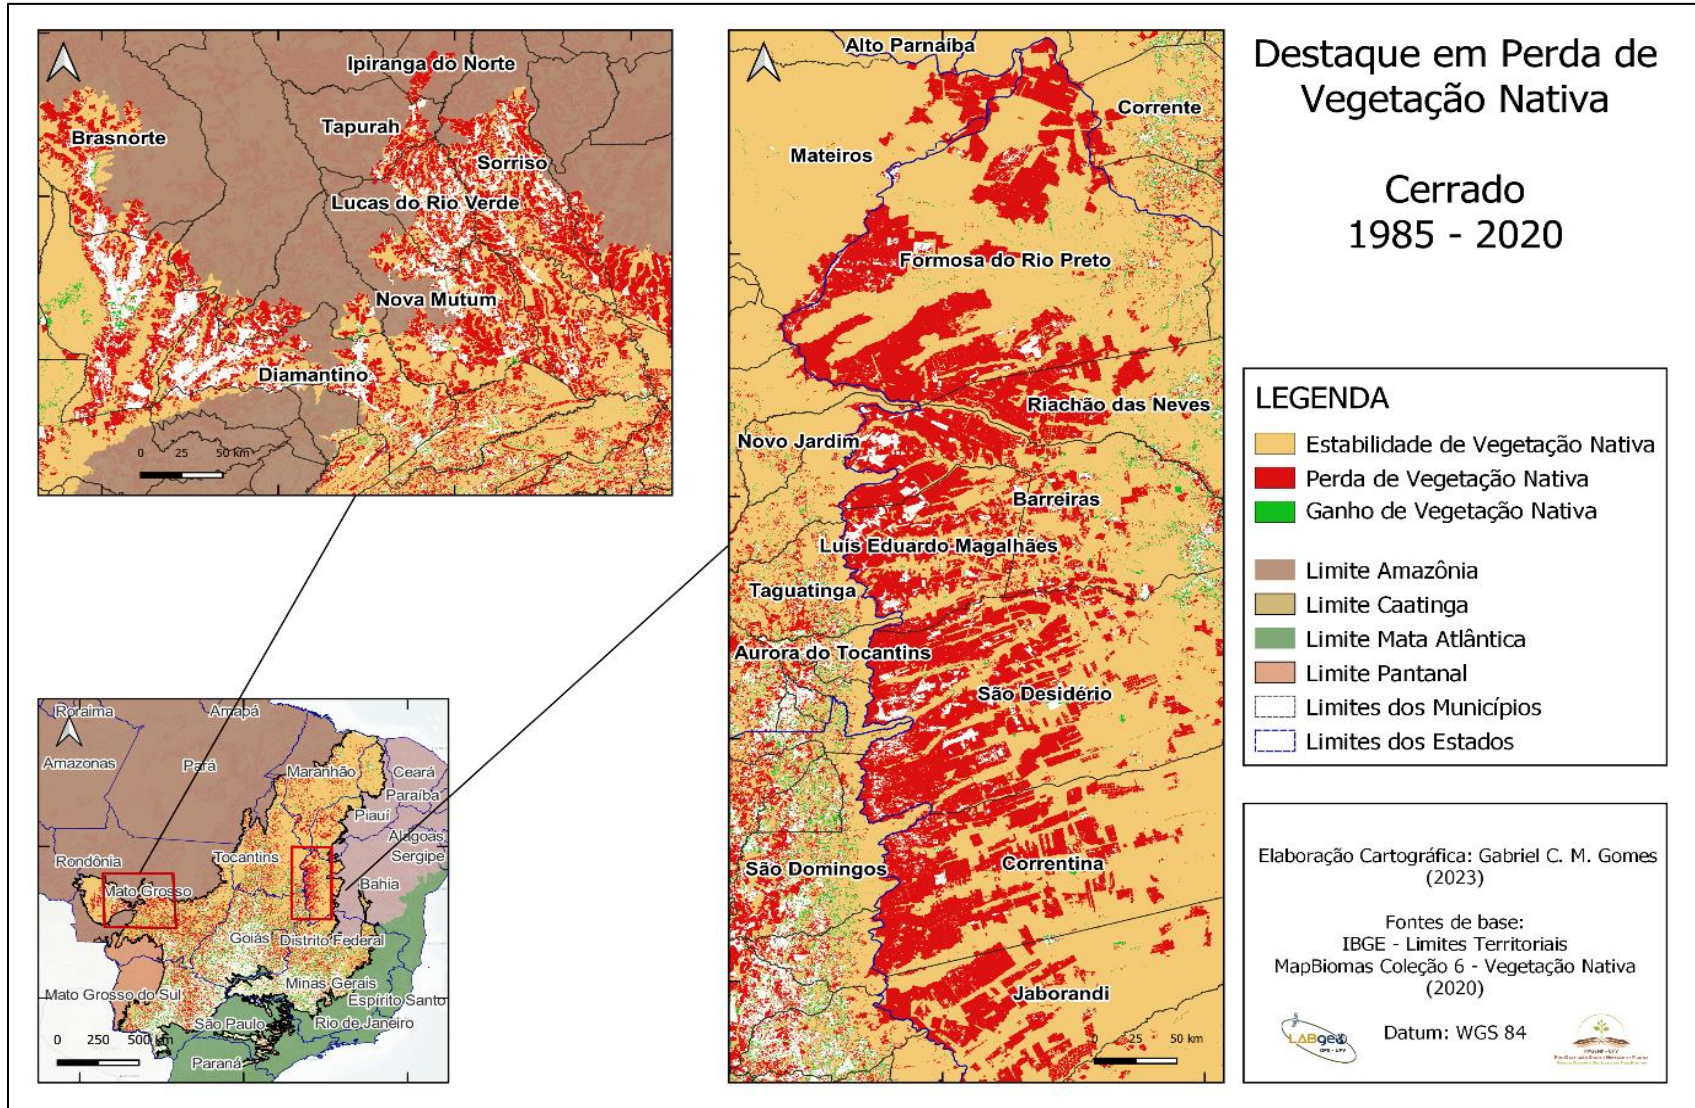 Destaque em Perda de
Vegetação Nativa
Cerrado
1985 - 2020
Ipiranga do Norte
Tapurah
Brasnorte
Sorriso
Lucas do Rio Verde
Nova Mutum
Diamantino
0 25 50 km
Alto Parnaíba
Corrente
Mateiros
Formosa do Rio Preto
Riachão das Neves
Novo Jardim
Barreiras
Luís Eduardo Magalhães
Taguatinga
Aurora do Tocantins
São Desidério
São Domingos
Correntina
Jaborandi
0 25 50 km
Roraima
Amapá
Amazonas
Pará
Maranhão
Ceará
Paraíba
Piauí
Alagoas
Sergipe
Rondônia
Tocantins
Mato Grosso
Bahia
Goiás
Distrito Federal
Minas Gerais
Mato Grosso do Sul
Espírito Santo
São Paulo
Rio de Janeiro
Paraná
0 250 500 km
LEGENDA
Estabilidade de Vegetação Nativa
Perda de Vegetação Nativa
Ganho de Vegetação Nativa
Limite Amazônia
Limite Caatinga
Limite Mata Atlântica
Limite Pantanal
Limites dos Municípios
Limites dos Estados
Elaboração Cartográfica: Gabriel C. M. Gomes
(2023)
Fontes de base:
IBGE - Limites Territoriais
MapBiomas Coleção 6 - Vegetação Nativa
(2020)
Datum: WGS 84
LABgeo